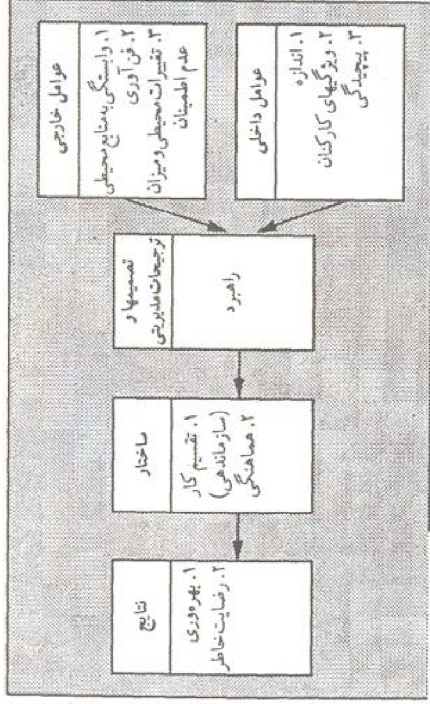 عوامل خارجی
۱. وابستگی به منابع محیطی
۲. فن آوری
۳. تغییرات محیطی و میزان
عدم اطمینان
عوامل داخلی
۱. اندازه
۲. ویژگیهای کارکنان
۳. پیچیدگی
تصمیمها و
ترجیحات مدیریتی
راهبرد
ساختار
۱. تقسیم کار
(سازماندهی)
۲. هماهنگی
نتایج
۱. بهره‌وری
۲. رضایت خاطر